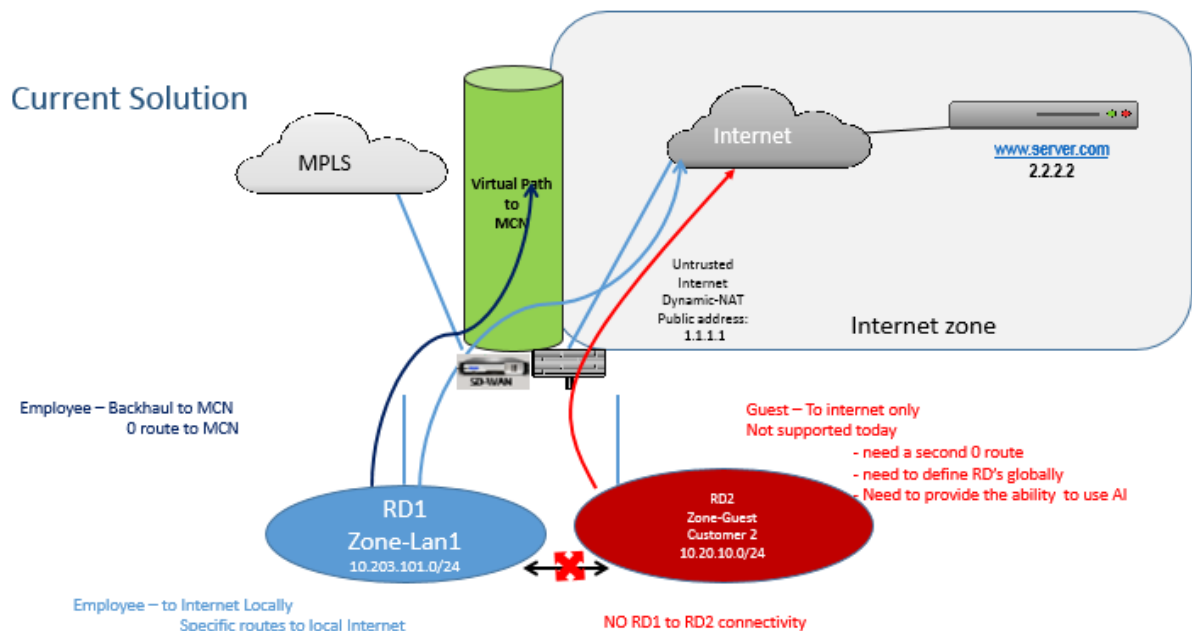 Current Solution
MPLS
Virtual Path
to
MCN
Internet
www.server.com
2.2.2.2
Untrusted
Internet
Dynamic-NAT
Public address:
1.1.1.1
Internet zone
SD-WAN
Employee – Backhaul to MCN
0 route to MCN
Guest – To internet only
Not supported today
- need a second 0 route
- need to define RD's globally
- Need to provide the ability to use AI
RD1
Zone-Lan1
10.203.101.0/24
RD2
Zone-Guest
Customer 2
10.20.10.0/24
Employee – to Internet Locally
Specific routes to local Internet
NO RD1 to RD2 connectivity